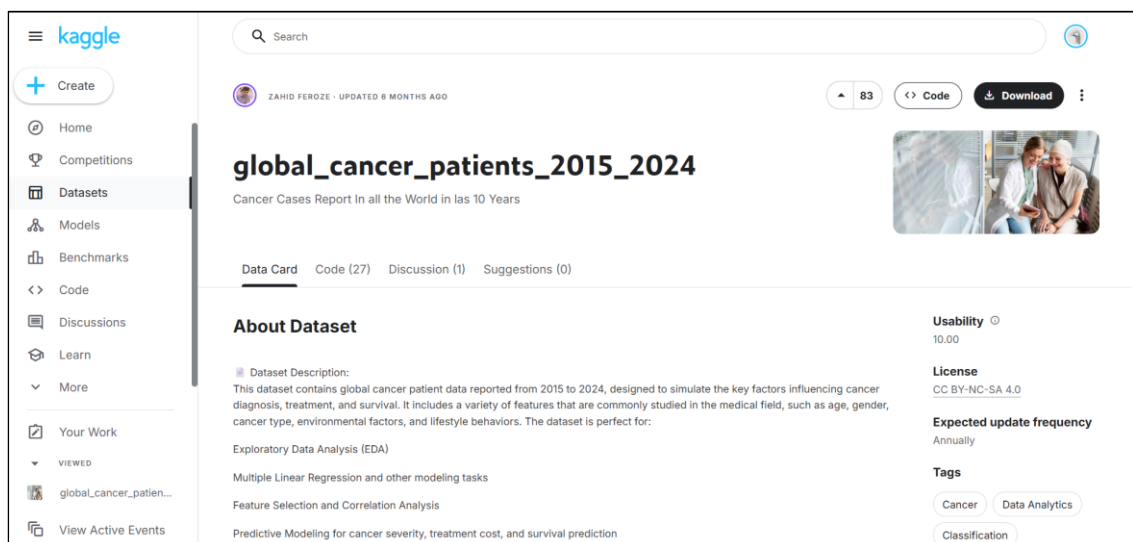 kaggle
Search
Create
Home
Competitions
Datasets
Models
Benchmarks
Code
Discussions
Learn
More
Your Work
VIEWED
global_cancer_patien...
View Active Events
ZAHID FEROZE · UPDATED 6 MONTHS AGO
83
<> Code
Download
global_cancer_patients_2015_2024
Cancer Cases Report In all the World in las 10 Years
Data Card
Code (27)
Discussion (1)
Suggestions (0)
About Dataset
Dataset Description:
This dataset contains global cancer patient data reported from 2015 to 2024, designed to simulate the key factors influencing cancer
diagnosis, treatment, and survival. It includes a variety of features that are commonly studied in the medical field, such as age, gender,
cancer type, environmental factors, and lifestyle behaviors. The dataset is perfect for:
Exploratory Data Analysis (EDA)
Multiple Linear Regression and other modeling tasks
Feature Selection and Correlation Analysis
Predictive Modeling for cancer severity, treatment cost, and survival prediction
Usability
10.00
License
CC BY-NC-SA 4.0
Expected update frequency
Annually
Tags
Cancer
Data Analytics
Classification